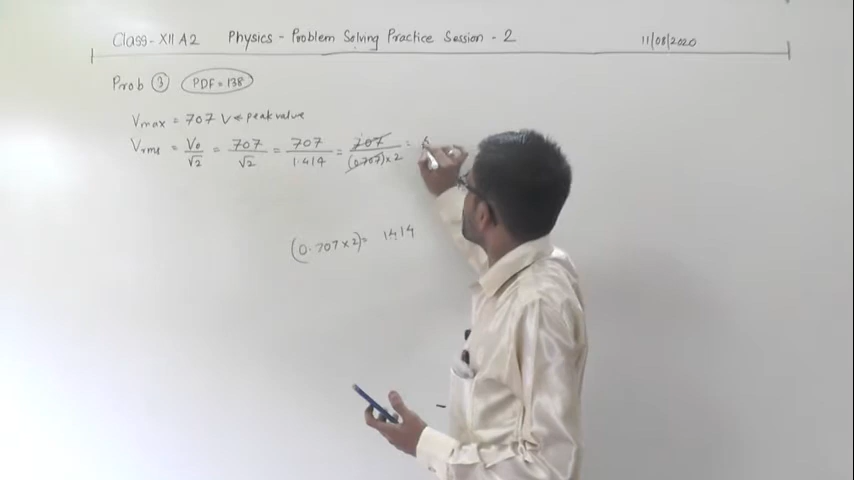 Class - XII A2 Physics - Problem Solving Practice Session - 2 11/08/2020
Prob ③ PDF = 138
Vmax = 707 V ← peak value
Vrms = V₀/√2 = 707/√2 = 707/1.414 = 707/(0.707)×2 =
(0.707×2) = 1.414